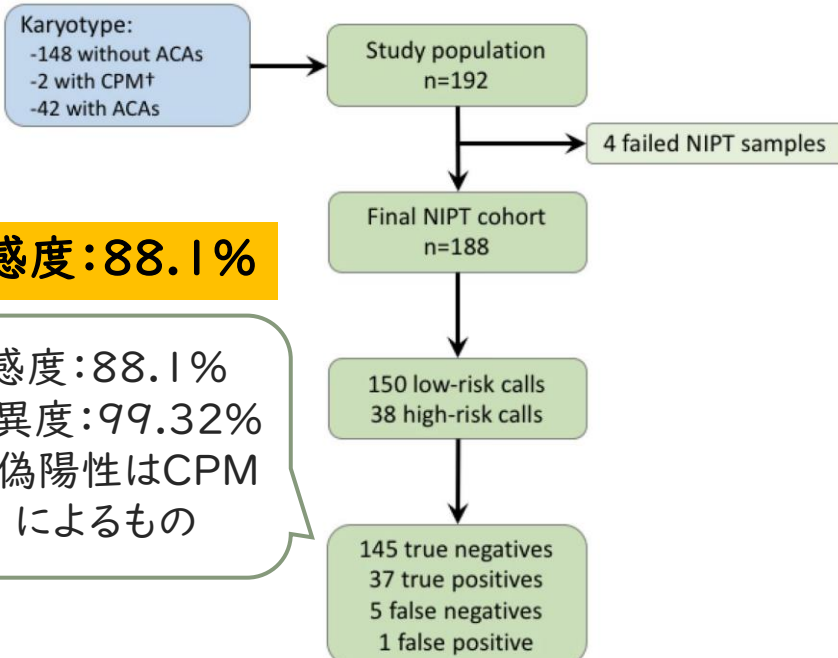 Karyotype:
-148 without ACAs
-2 with CPM†
-42 with ACAs
Study population
n=192
4 failed NIPT samples
Final NIPT cohort
n=188
感度:88.1%
感度:88.1%
異度:99.32%
偽陽性はCPM
によるもの
150 low-risk calls
38 high-risk calls
145 true negatives
37 true positives
5 false negatives
1 false positive